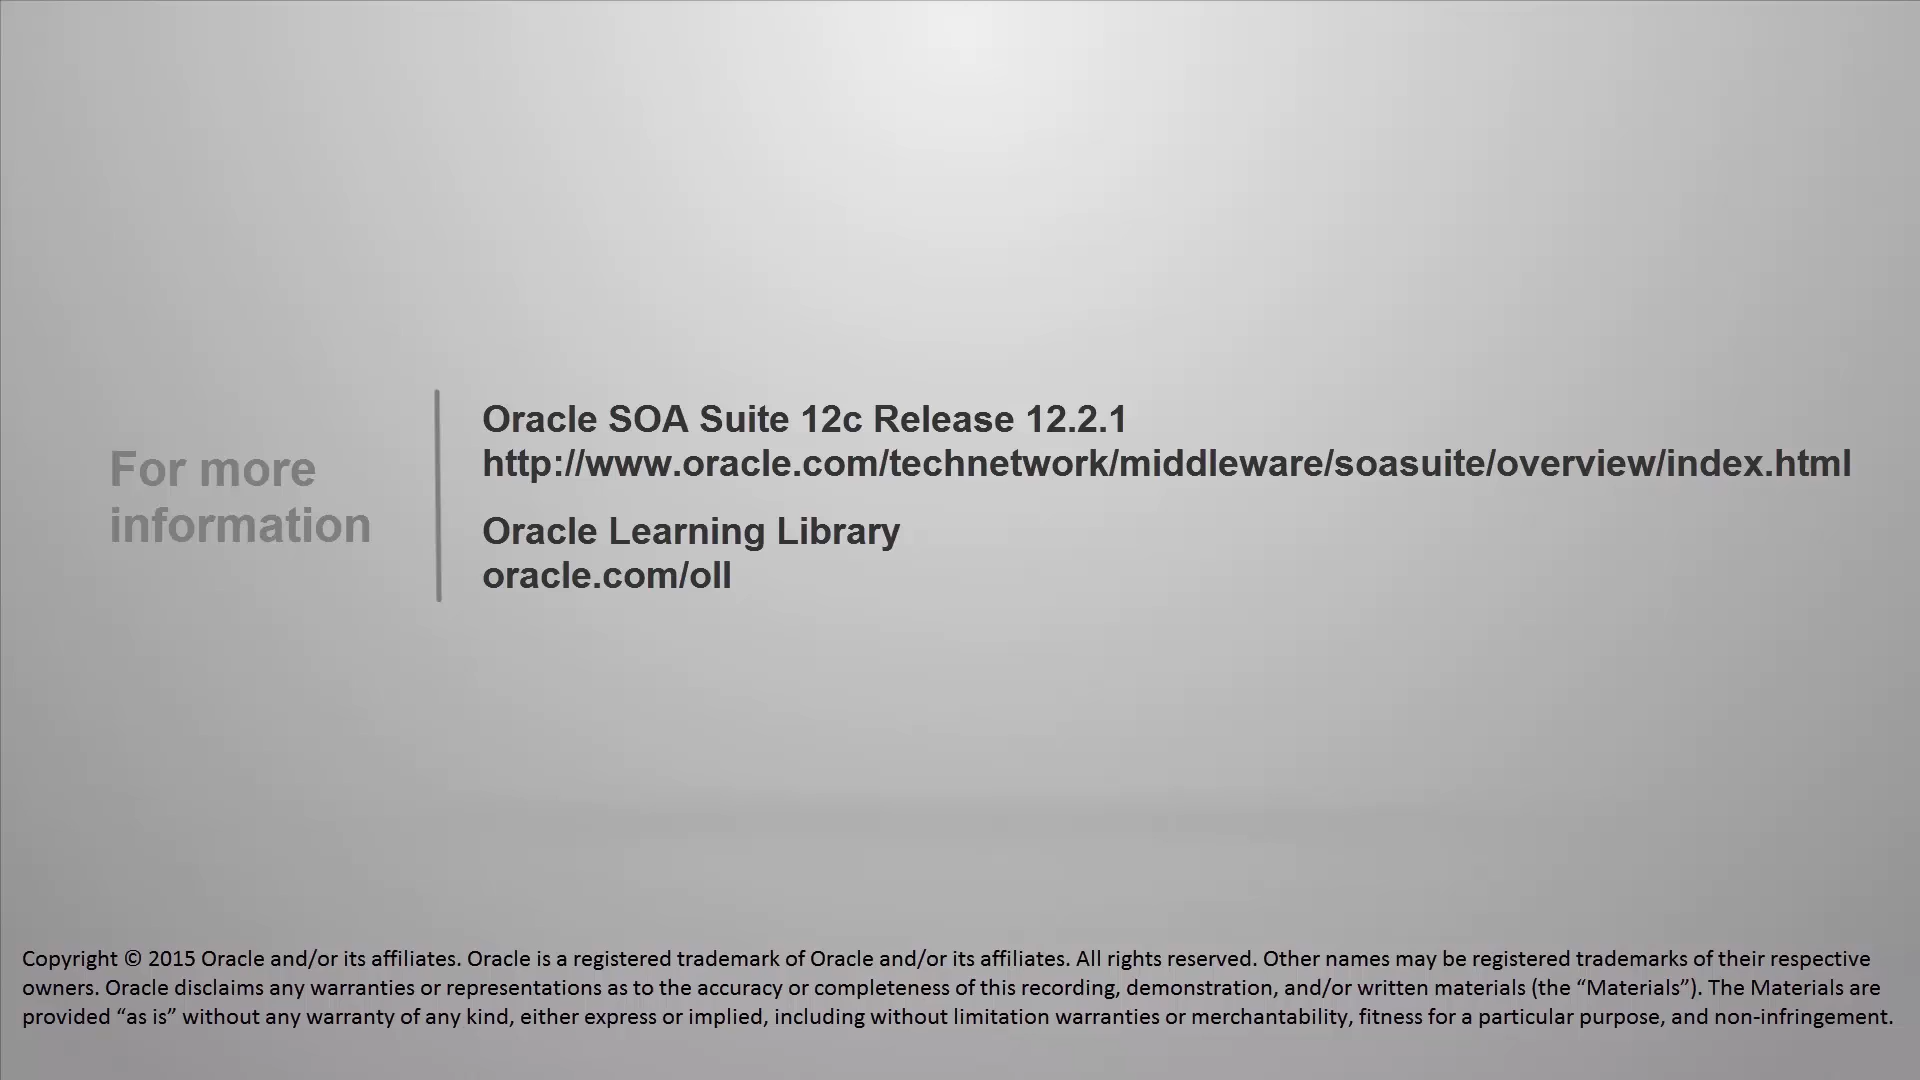 For more
information
Oracle SOA Suite 12c Release 12.2.1
http://www.oracle.com/technetwork/middleware/soasuite/overview/index.html
Oracle Learning Library
oracle.com/oll
Copyright © 2015 Oracle and/or its affiliates. Oracle is a registered trademark of Oracle and/or its affiliates. All rights reserved. Other names may be registered trademarks of their respective
owners. Oracle disclaims any warranties or representations as to the accuracy or completeness of this recording, demonstration, and/or written materials (the “Materials”). The Materials are
provided “as is” without any warranty of any kind, either express or implied, including without limitation warranties or merchantability, fitness for a particular purpose, and non-infringement.